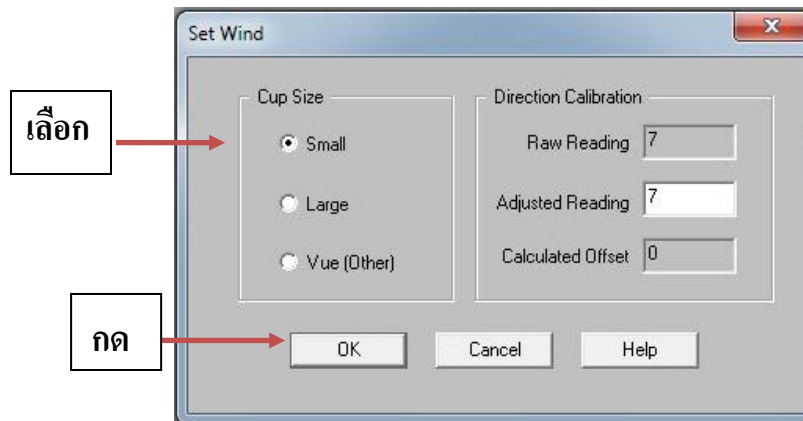 Set Wind
Cup Size
Small
Large
Vue (Other)
Direction Calibration
Raw Reading 7
Adjusted Reading 7
Calculated Offset 0
OK Cancel Help
เลือก
กด